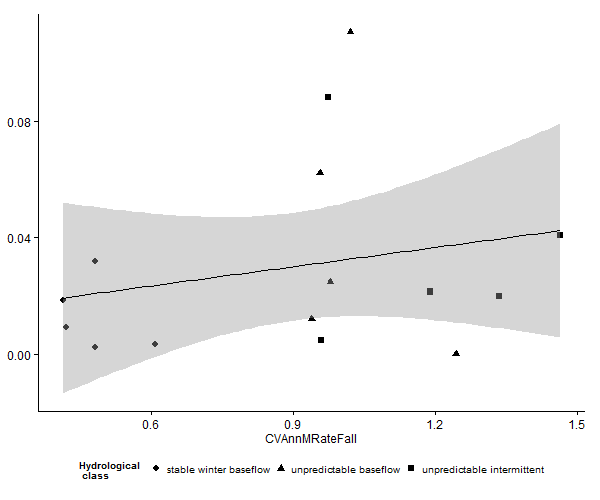 0.08
0.04
0.00
0.6 0.9 1.2 1.5
CVAnnMRateFall
Hydrological class stable winter baseflow unpredictable baseflow unpredictable intermittent